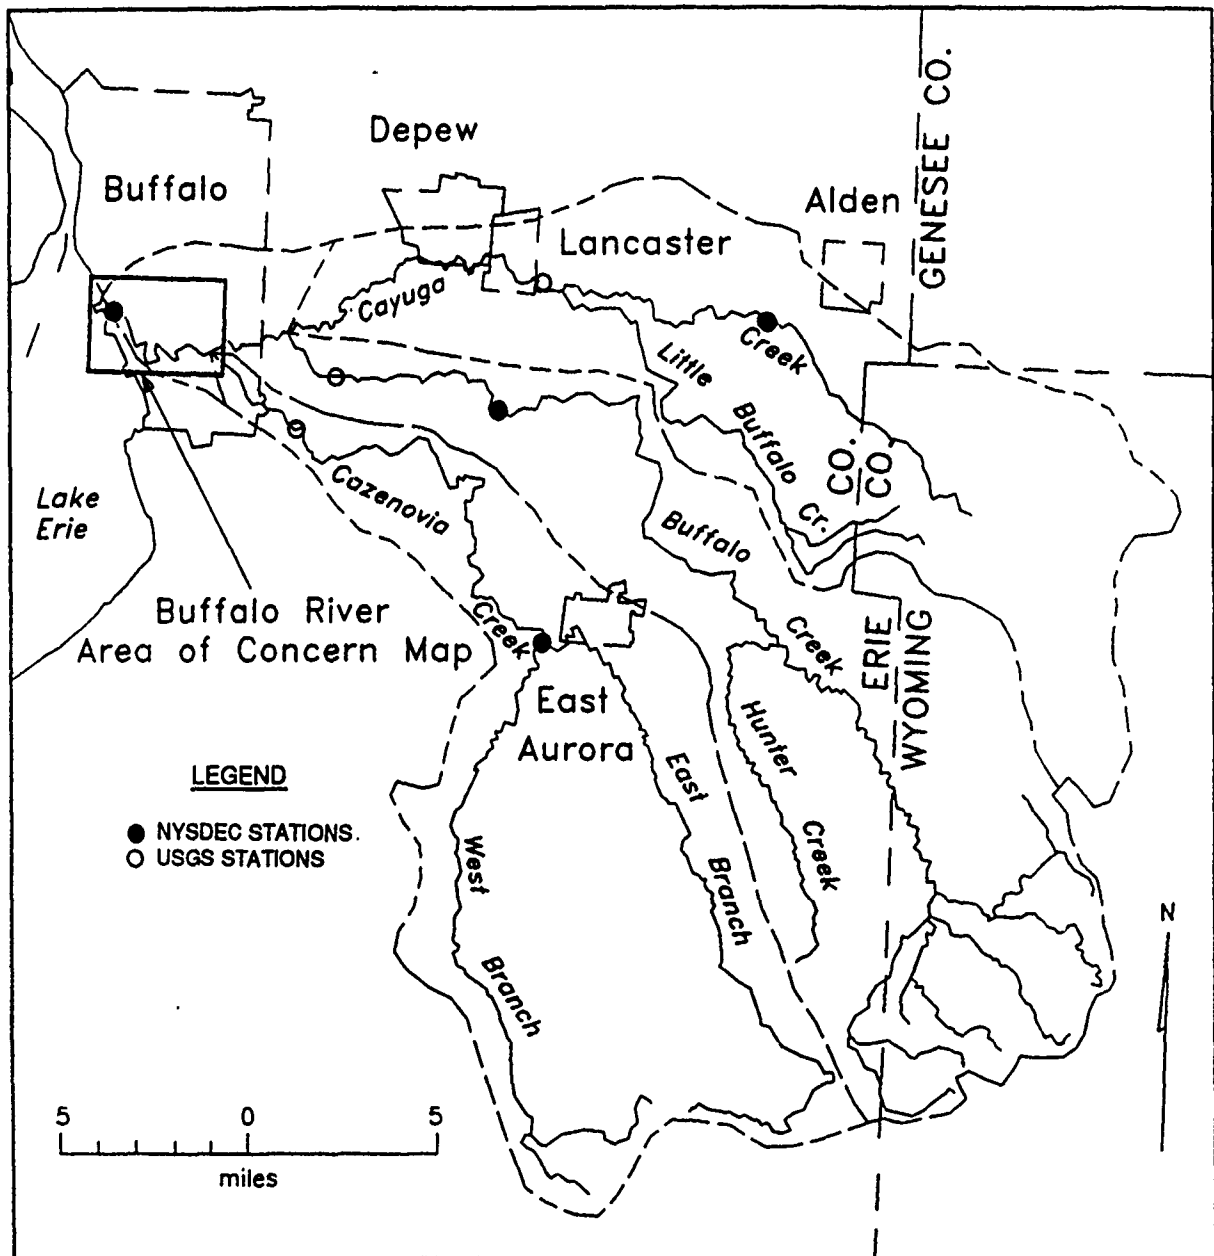 GENESEE CO.
Depew
Buffalo
Alden
Lancaster
Cayuga
Creek
Little
Buffalo
Cr.
CO.
CO.
Cazenovia
Creek
Lake
Erie
Buffalo
Creek
Buffalo River
Area of Concern Map
ERIE
WYOMING
East
Aurora
Hunter
Creek
East
Branch
LEGEND
NYSDEC STATIONS.
USGS STATIONS
West
Branch
N
5 0 5
miles